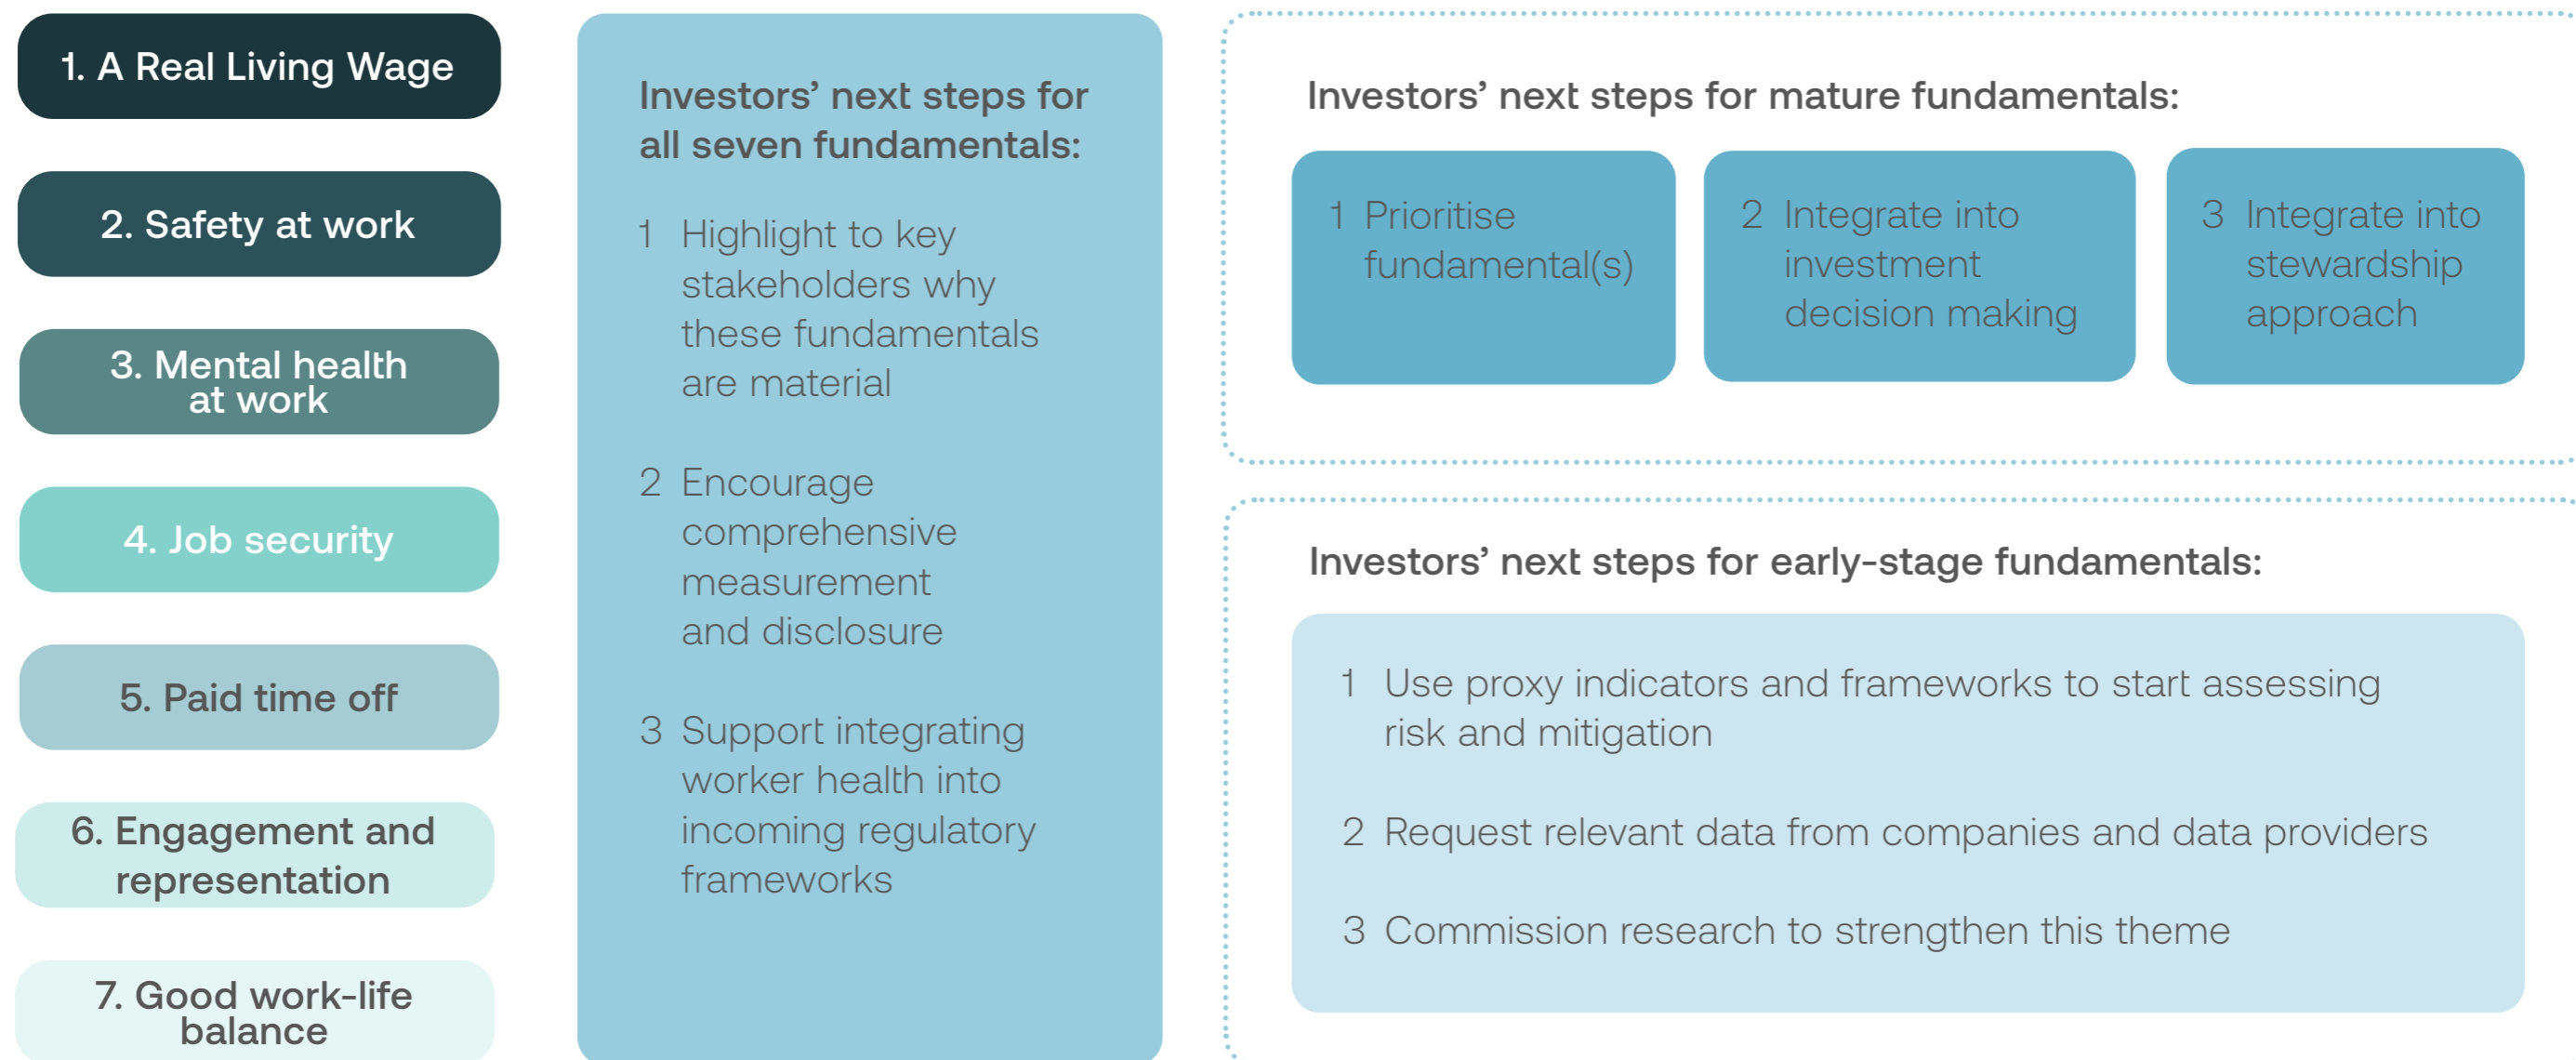 1. A Real Living Wage
2. Safety at work
3. Mental health
at work
4. Job security
5. Paid time off
6. Engagement and
representation
7. Good work-life
balance
Investors’ next steps for
all seven fundamentals:
1 Highlight to key
stakeholders why
these fundamentals
are material
2 Encourage
comprehensive
measurement
and disclosure
3 Support integrating
worker health into
incoming regulatory
frameworks
Investors’ next steps for mature fundamentals:
1 Prioritise
fundamental(s)
2 Integrate into
investment
decision making
3 Integrate into
stewardship
approach
Investors’ next steps for early-stage fundamentals:
1 Use proxy indicators and frameworks to start assessing
risk and mitigation
2 Request relevant data from companies and data providers
3 Commission research to strengthen this theme